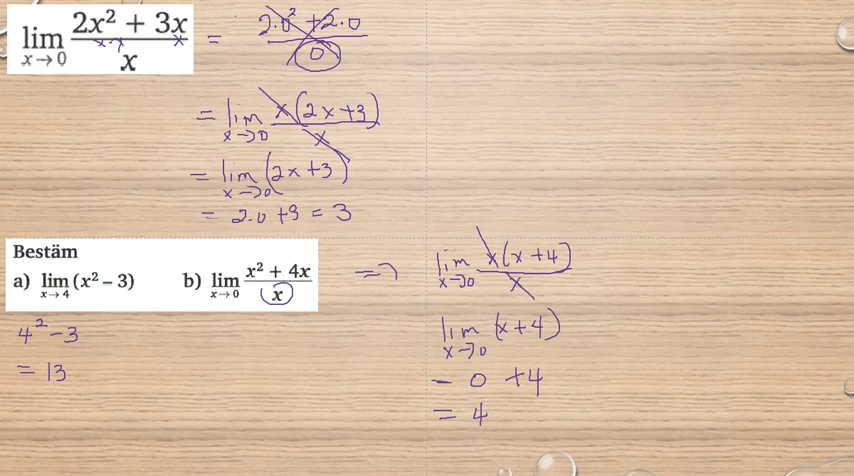 lim x→0 (2x² + 3x)/x = (2·0² + 2·0)/0
x·x x
= lim x→0 x(2x+3)/x
= lim x→0 (2x+3)
= 2·0 + 3 = 3
Bestäm
a) lim x→4 (x² – 3) b) lim x→0 (x² + 4x)/x => lim x→0 x(x+4)/x
4² – 3
= 13
lim x→0 (x+4)
– 0 + 4
= 4